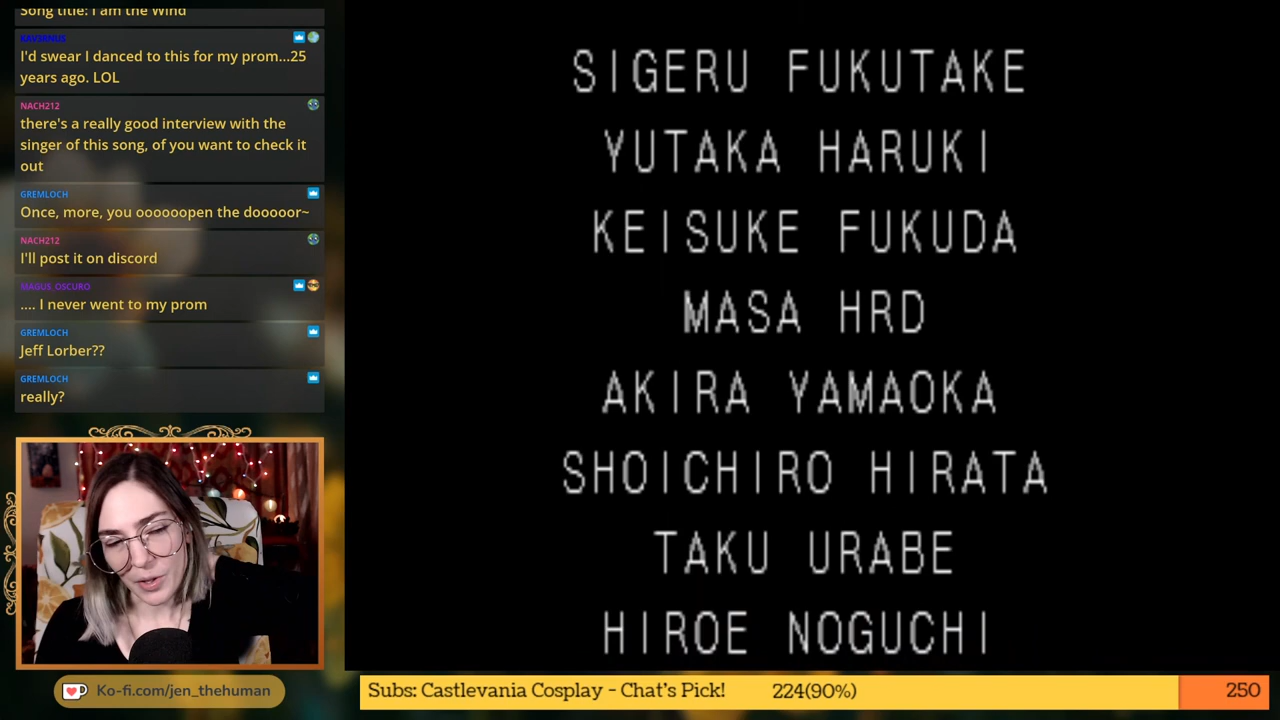 Song title: I am the Wind
KAV3RNUS
I'd swear I danced to this for my prom...25
years ago. LOL
NACH212
there's a really good interview with the
singer of this song, of you want to check it
out
GREMLOCH
Once, more, you oooooopen the dooooor~
NACH212
I'll post it on discord
MAGUS_OSCURO
.... I never went to my prom
GREMLOCH
Jeff Lorber??
GREMLOCH
really?
Ko-fi.com/jen_thehuman
SIGERU FUKUTAKE
YUTAKA HARUKI
KEISUKE FUKUDA
MASA HRD
AKIRA YAMAOKA
SHOICHIRO HIRATA
TAKU URABE
HIROE NOGUCHI
Subs: Castlevania Cosplay - Chat's Pick! 224(90%) 250